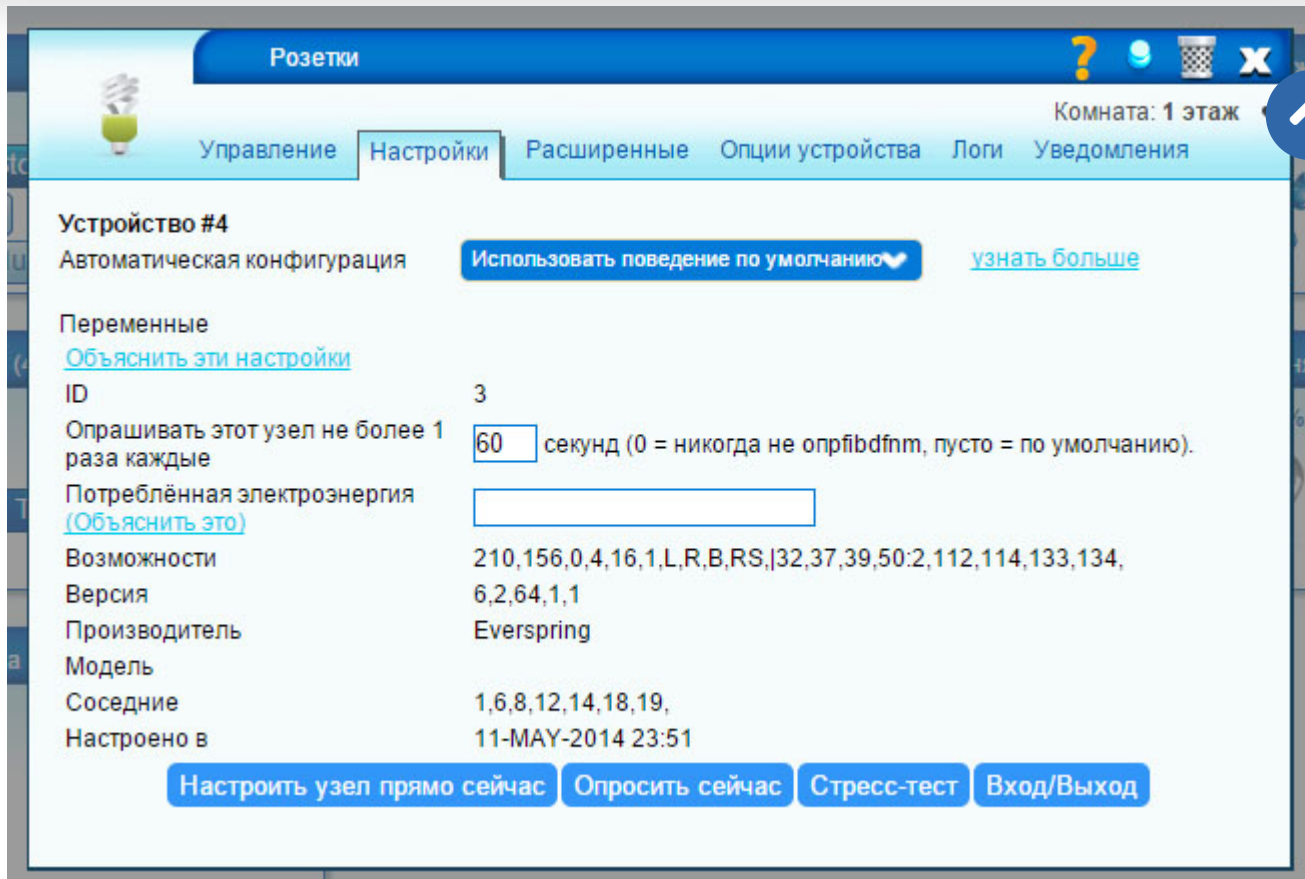 Розетки
Комната: 1 этаж
Управление Настройки Расширенные Опции устройства Логи Уведомления
Устройство #4
Автоматическая конфигурация Использовать поведение по умолчанию узнать больше
Переменные
Объяснить эти настройки
ID 3
Опрашивать этот узел не более 1
раза каждые 60 секунд (0 = никогда не опрfibdfnm, пусто = по умолчанию).
Потреблённая электроэнергия
(Объяснить это)
Возможности 210,156,0,4,16,1,L,R,B,RS,|32,37,39,50:2,112,114,133,134,
Версия 6,2,64,1,1
Производитель Everspring
Модель
Соседние 1,6,8,12,14,18,19,
Настроено в 11-MAY-2014 23:51
Настроить узел прямо сейчас Опросить сейчас Стресс-тест Вход/Выход